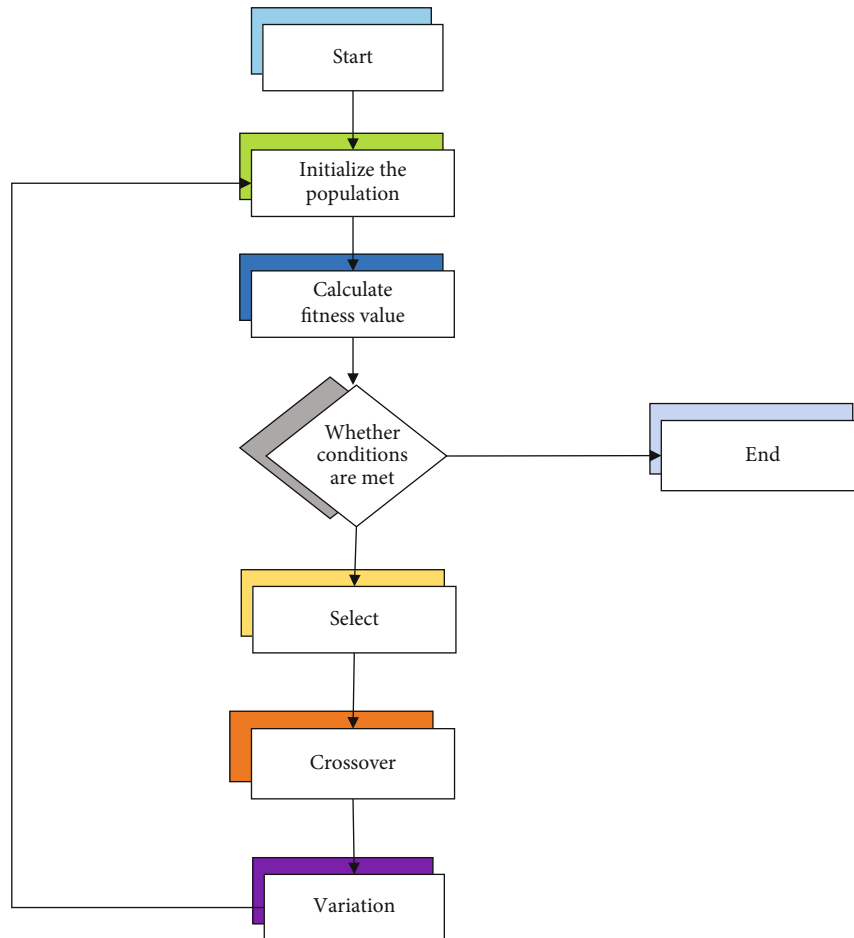 Start
Initialize the
population
Calculate
fitness value
Whether
conditions
are met
End
Select
Crossover
Variation